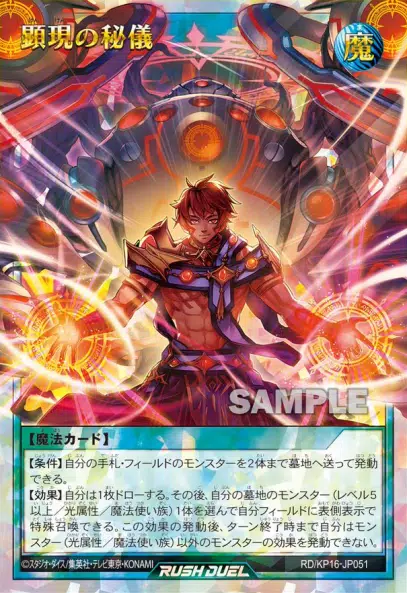 顕現の秘儀
魔
SAMPLE
【魔法カード】
【条件】自分の手札・フィールドのモンスターを2体まで墓地へ送って発動
できる。
【効果】自分は1枚ドローする。その後、自分の墓地のモンスター（レベル5
以上／光属性／魔法使い族）1体を選んで自分フィールドに表側表示で
特殊召喚できる。この効果の発動後、ターン終了時まで自分はモン
スター（光属性／魔法使い族）以外のモンスターの効果を発動できない。
©スタジオ・ダイス/集英社・テレビ東京・KONAMI
RUSH DUEL
RD/KP16-JP051